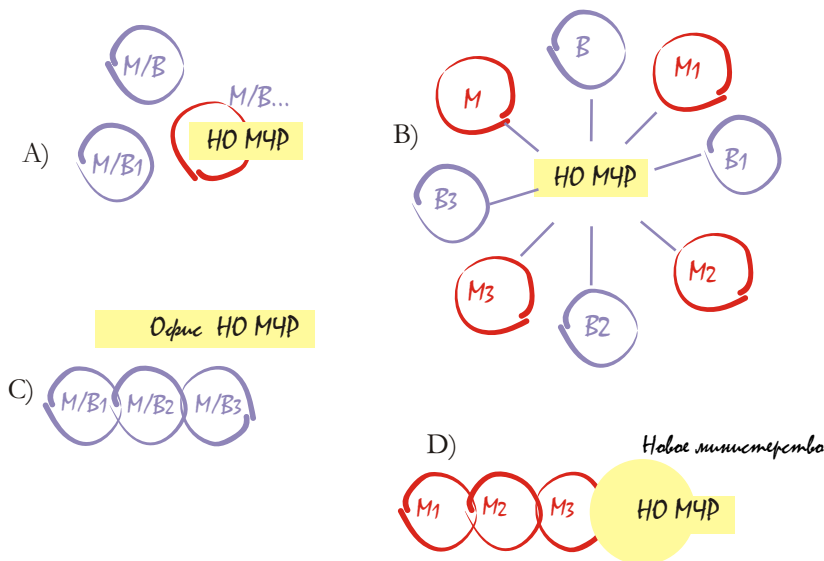 A)
М/В
М/В...
М/В1
НО МЧР
B)
М
В
М1
В1
НО МЧР
В3
М3
В2
М2
C)
Офис НО МЧР
М/В1
М/В2
М/В3
D)
Новое министерство
М1
М2
М3
НО МЧР